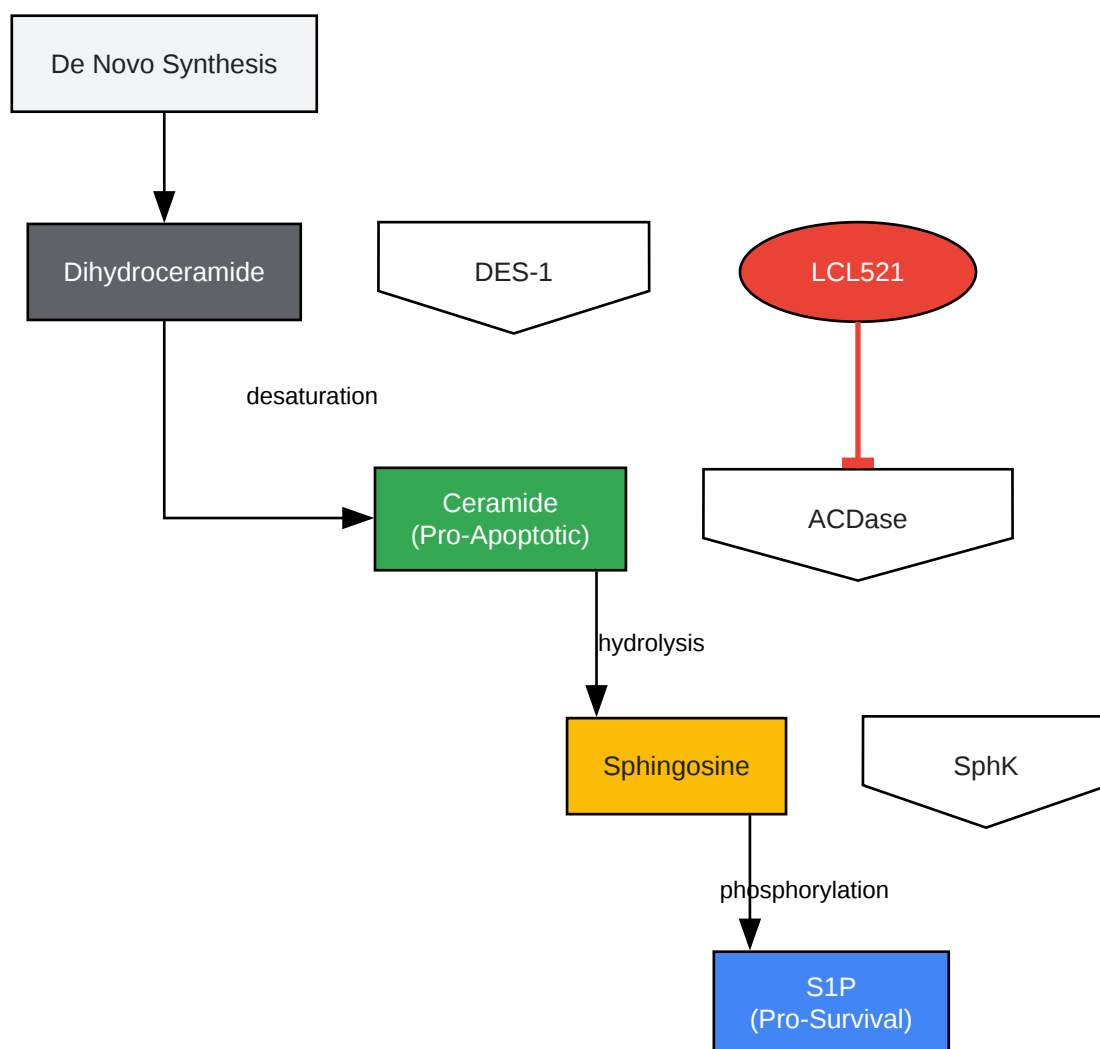 De Novo Synthesis
Dihydroceramide
DES-1
LCL521
desaturation
Ceramide
(Pro-Apoptotic)
ACDase
hydrolysis
Sphingosine
SphK
phosphorylation
S1P
(Pro-Survival)